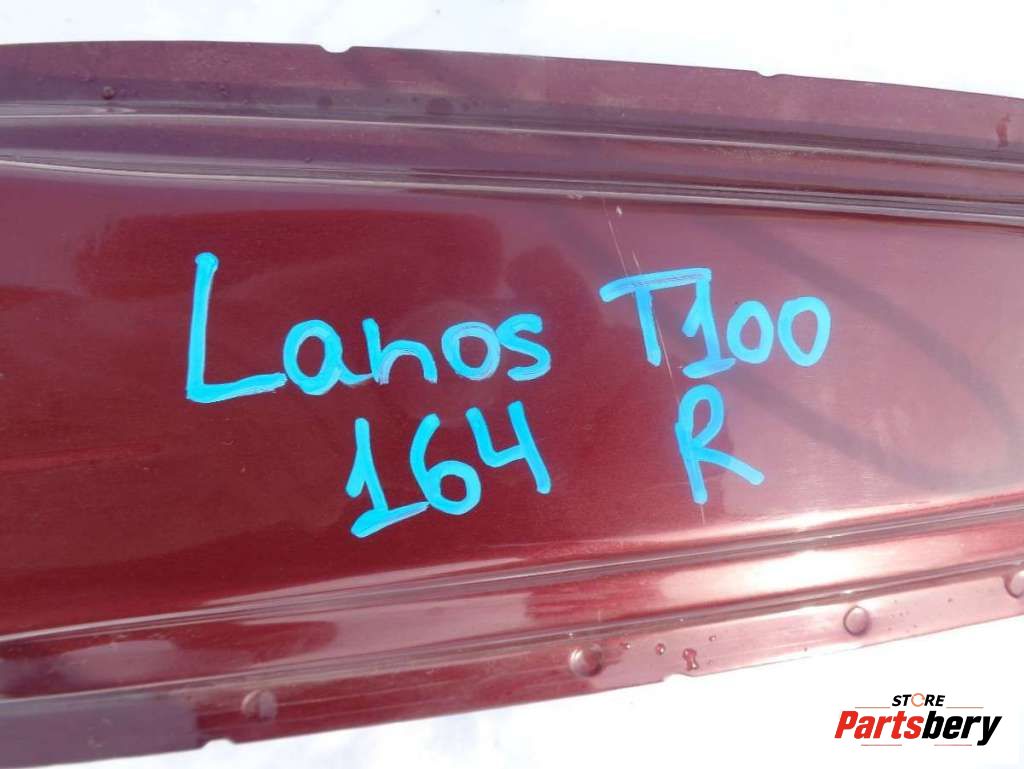 Lanos T100
164 R
STORE
Partsbery